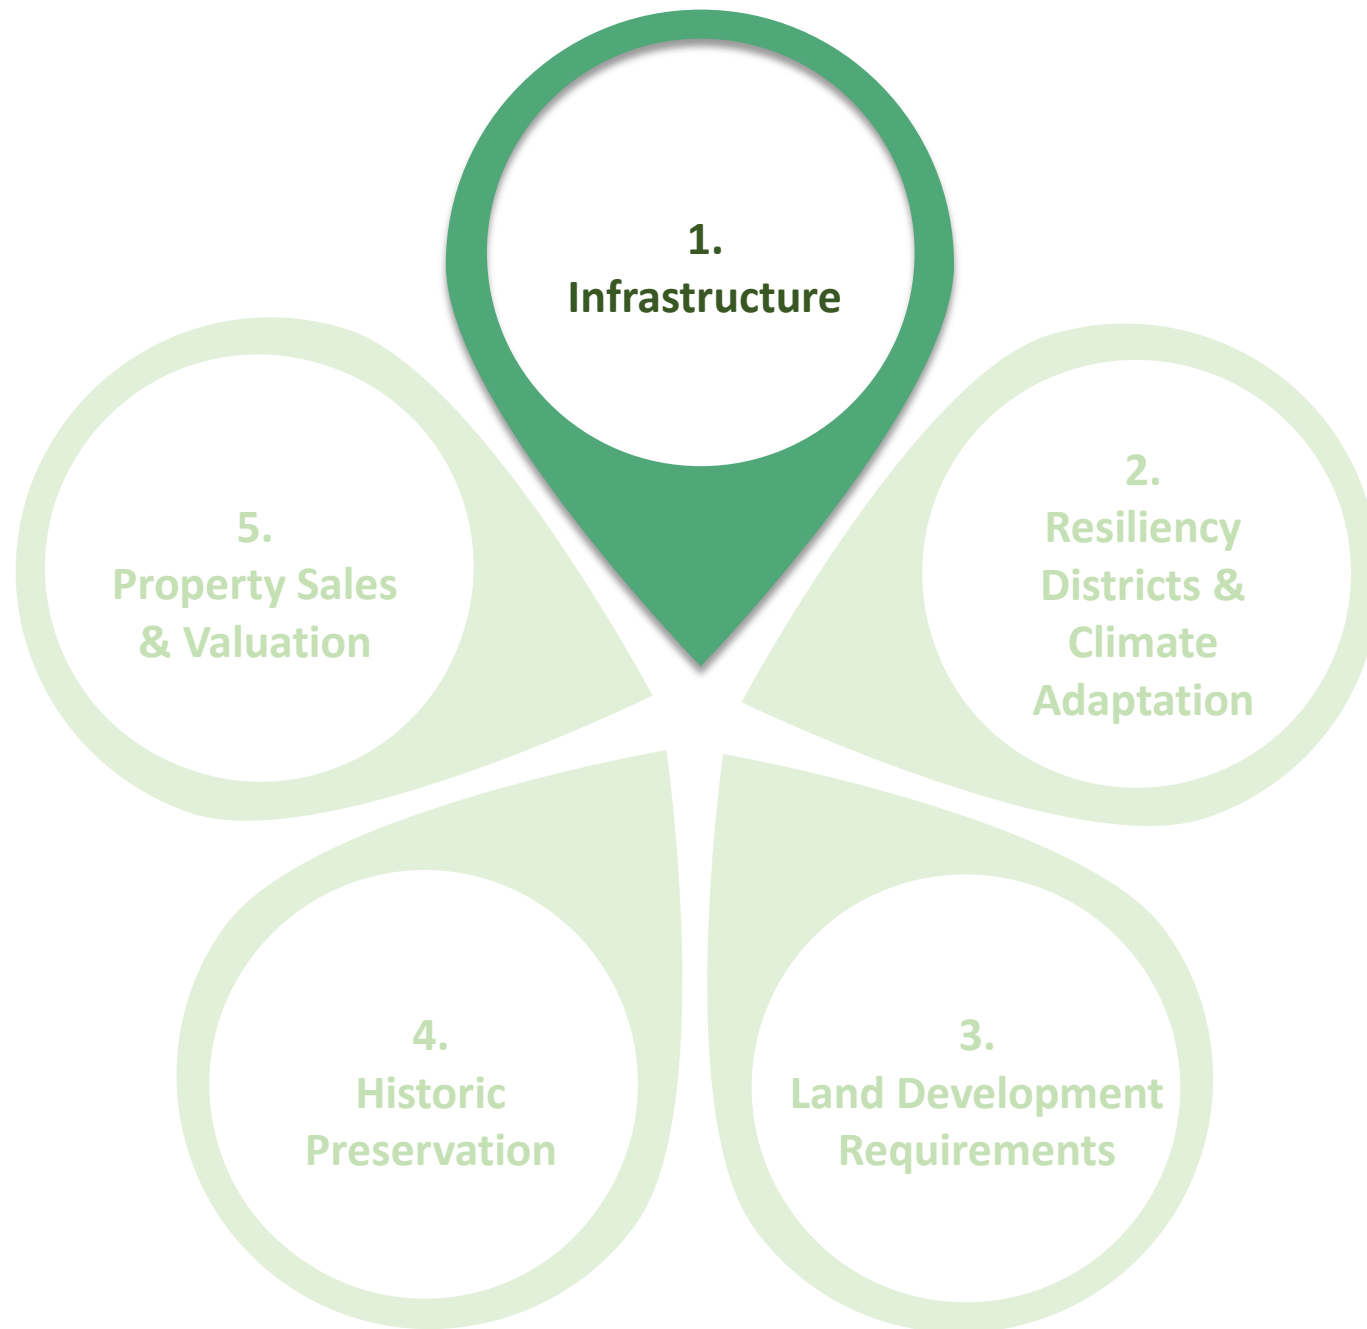 1.
Infrastructure
2.
Resiliency
Districts &
Climate
Adaptation
3.
Land Development
Requirements
4.
Historic
Preservation
5.
Property Sales
& Valuation